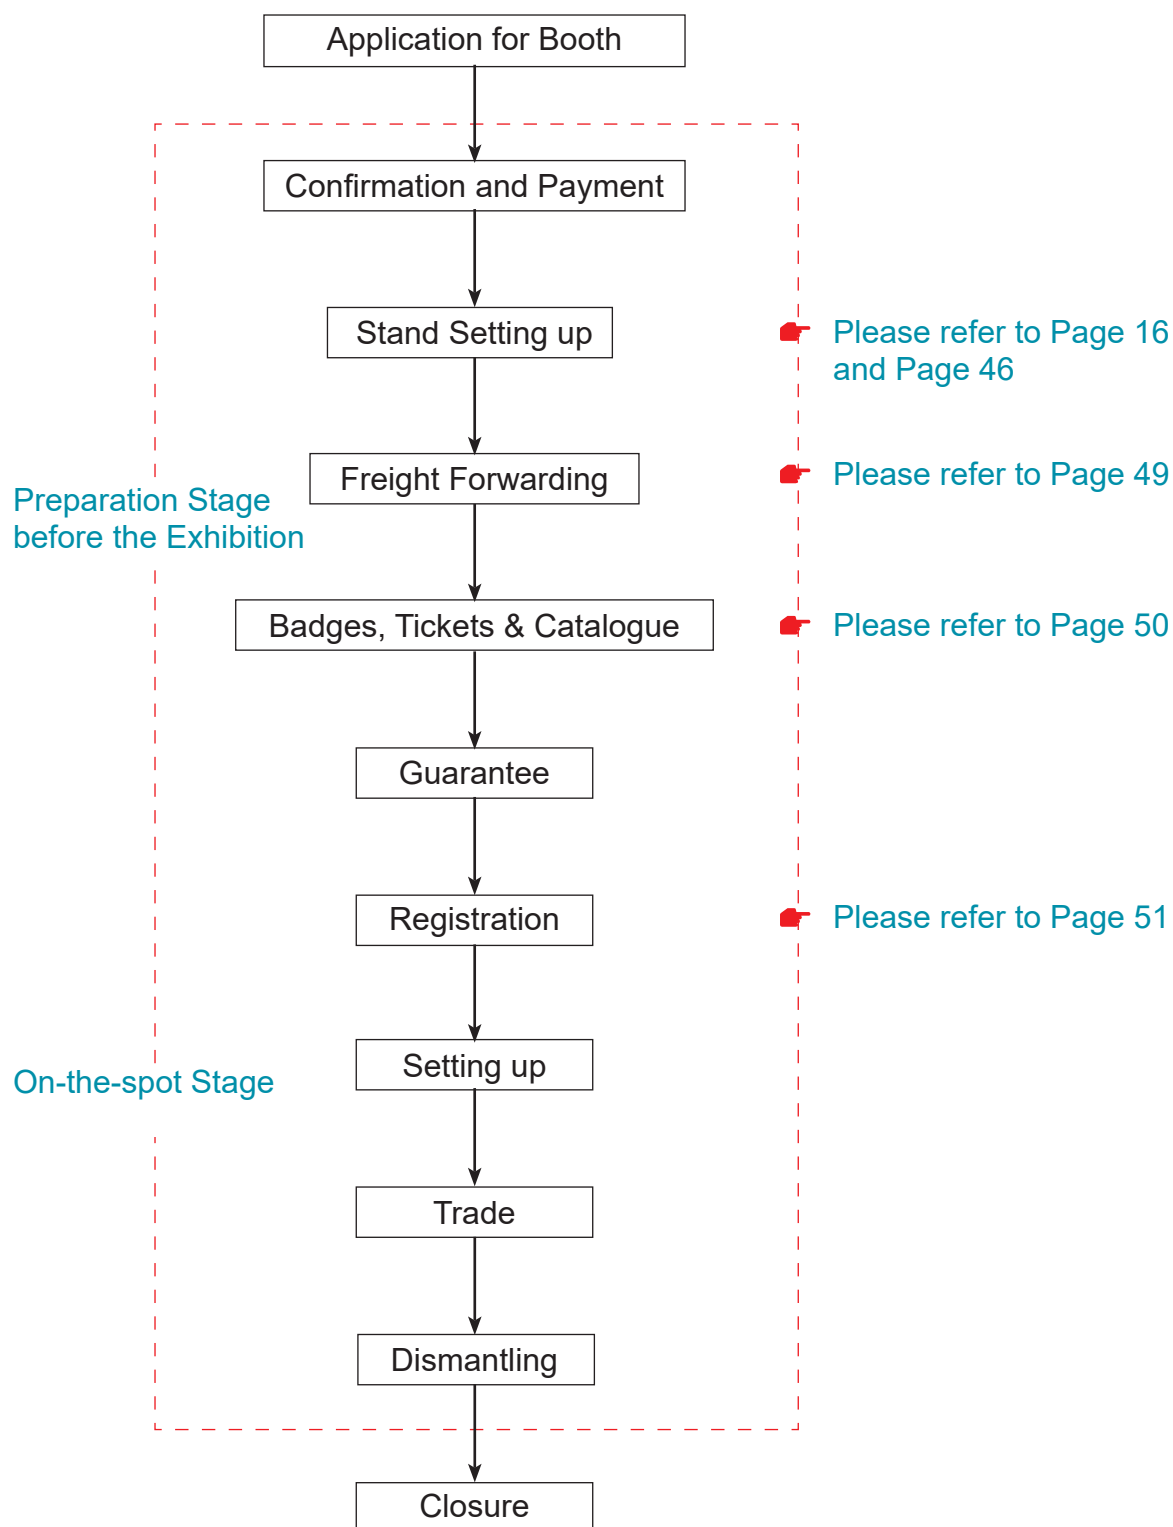 Application for Booth
Confirmation and Payment
Stand Setting up
Please refer to Page 16
and Page 46
Freight Forwarding
Please refer to Page 49
Preparation Stage
before the Exhibition
Badges, Tickets & Catalogue
Please refer to Page 50
Guarantee
Registration
Please refer to Page 51
Setting up
On-the-spot Stage
Trade
Dismantling
Closure